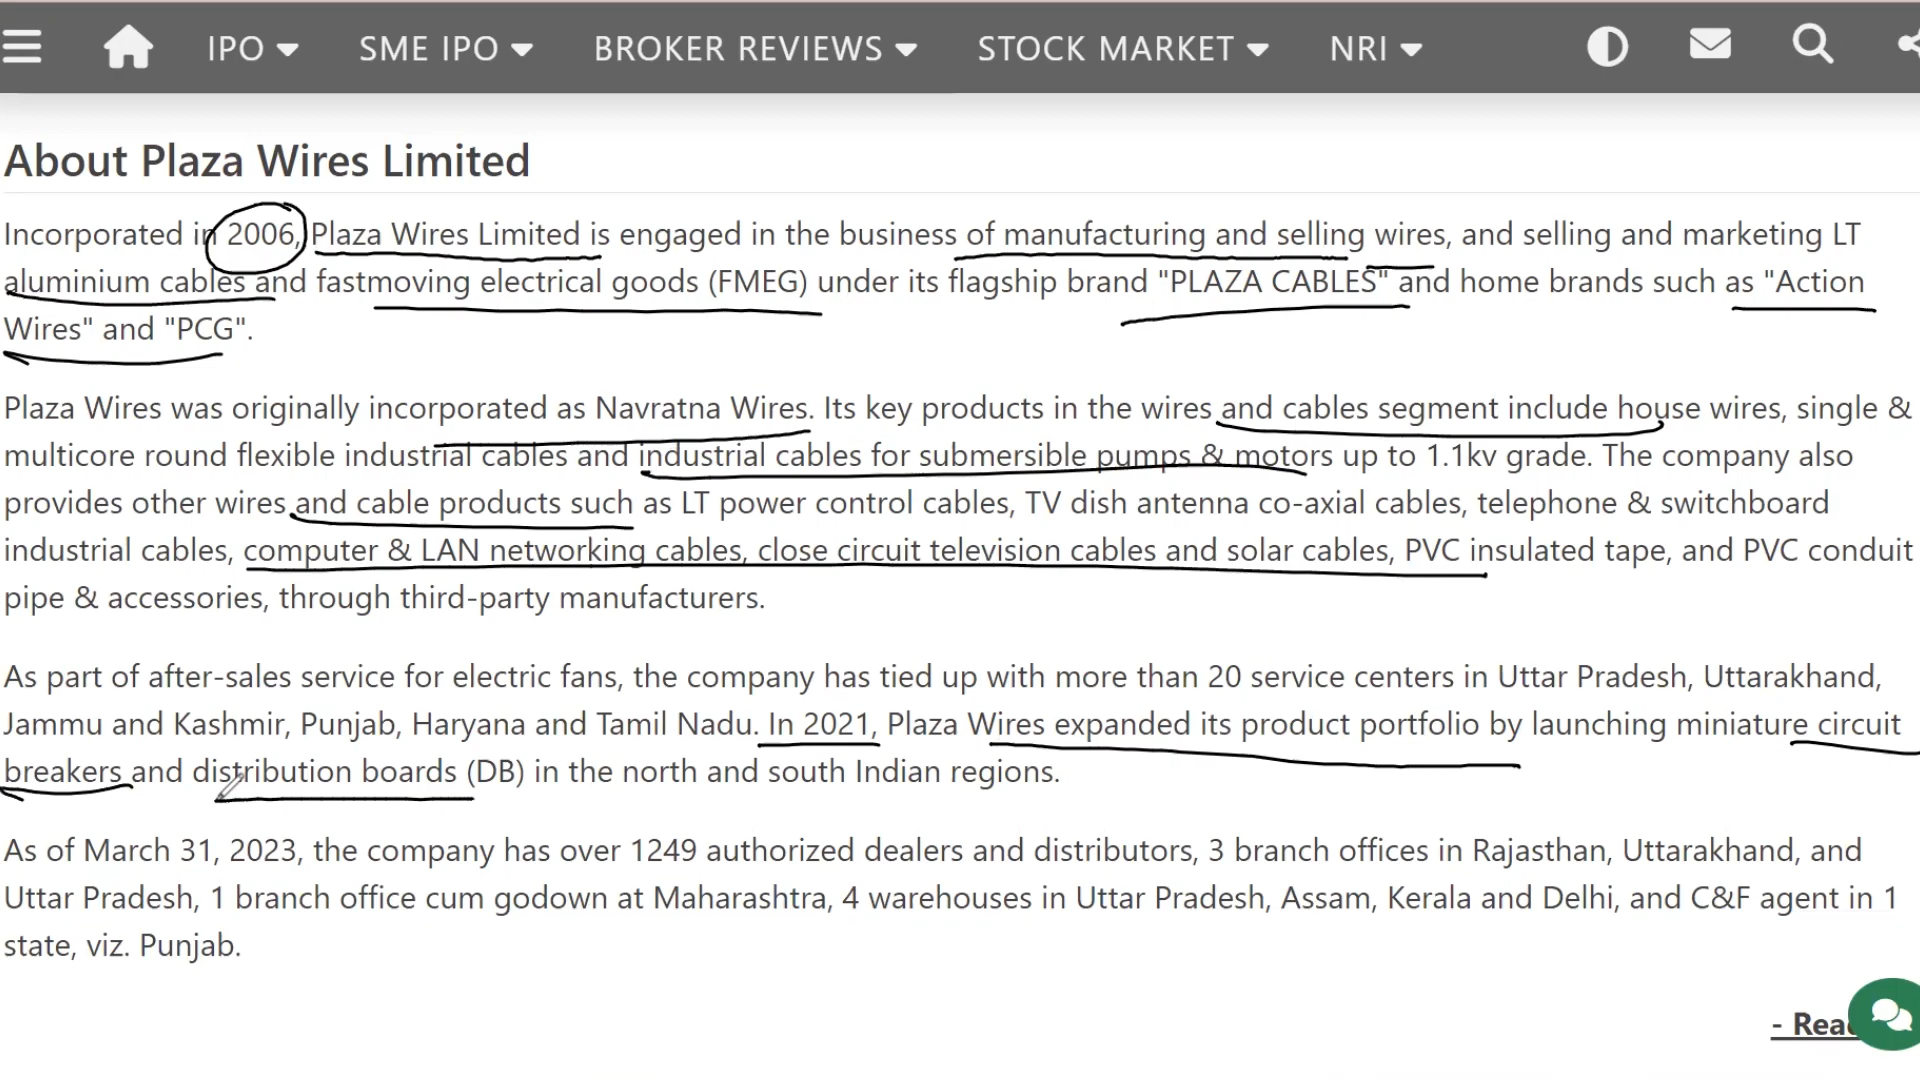 IPO SME IPO BROKER REVIEWS STOCK MARKET NRI
About Plaza Wires Limited
Incorporated in 2006, Plaza Wires Limited is engaged in the business of manufacturing and selling wires, and selling and marketing LT
aluminium cables and fastmoving electrical goods (FMEG) under its flagship brand "PLAZA CABLES" and home brands such as "Action
Wires" and "PCG".
Plaza Wires was originally incorporated as Navratna Wires. Its key products in the wires and cables segment include house wires, single &
multicore round flexible industrial cables and industrial cables for submersible pumps & motors up to 1.1kv grade. The company also
provides other wires and cable products such as LT power control cables, TV dish antenna co-axial cables, telephone & switchboard
industrial cables, computer & LAN networking cables, close circuit television cables and solar cables, PVC insulated tape, and PVC conduit
pipe & accessories, through third-party manufacturers.
As part of after-sales service for electric fans, the company has tied up with more than 20 service centers in Uttar Pradesh, Uttarakhand,
Jammu and Kashmir, Punjab, Haryana and Tamil Nadu. In 2021, Plaza Wires expanded its product portfolio by launching miniature circuit
breakers and distribution boards (DB) in the north and south Indian regions.
As of March 31, 2023, the company has over 1249 authorized dealers and distributors, 3 branch offices in Rajasthan, Uttarakhand, and
Uttar Pradesh, 1 branch office cum godown at Maharashtra, 4 warehouses in Uttar Pradesh, Assam, Kerala and Delhi, and C&F agent in 1
state, viz. Punjab.
- Read